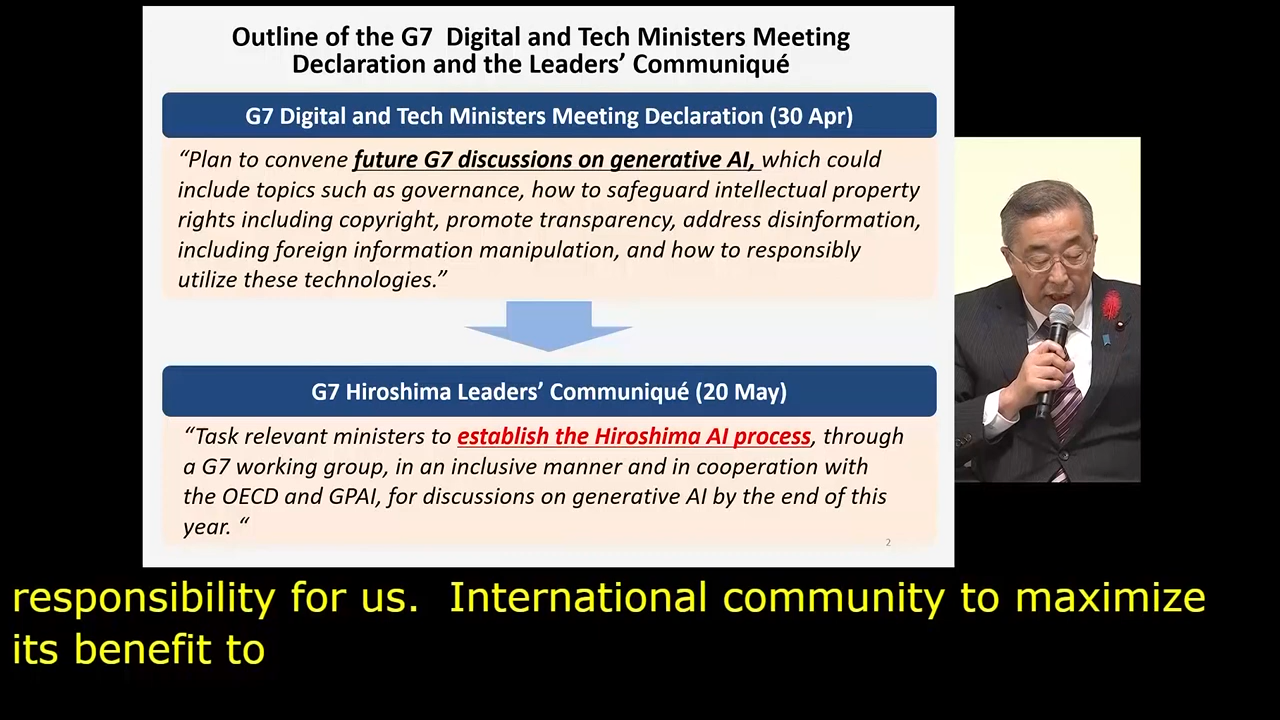 Outline of the G7 Digital and Tech Ministers Meeting
Declaration and the Leaders’ Communiqué
G7 Digital and Tech Ministers Meeting Declaration (30 Apr)
“Plan to convene future G7 discussions on generative AI, which could
include topics such as governance, how to safeguard intellectual property
rights including copyright, promote transparency, address disinformation,
including foreign information manipulation, and how to responsibly
utilize these technologies.”
G7 Hiroshima Leaders’ Communiqué (20 May)
“Task relevant ministers to establish the Hiroshima AI process, through
a G7 working group, in an inclusive manner and in cooperation with
the OECD and GPAI, for discussions on generative AI by the end of this
year. “
2
responsibility for us. International community to maximize
its benefit to